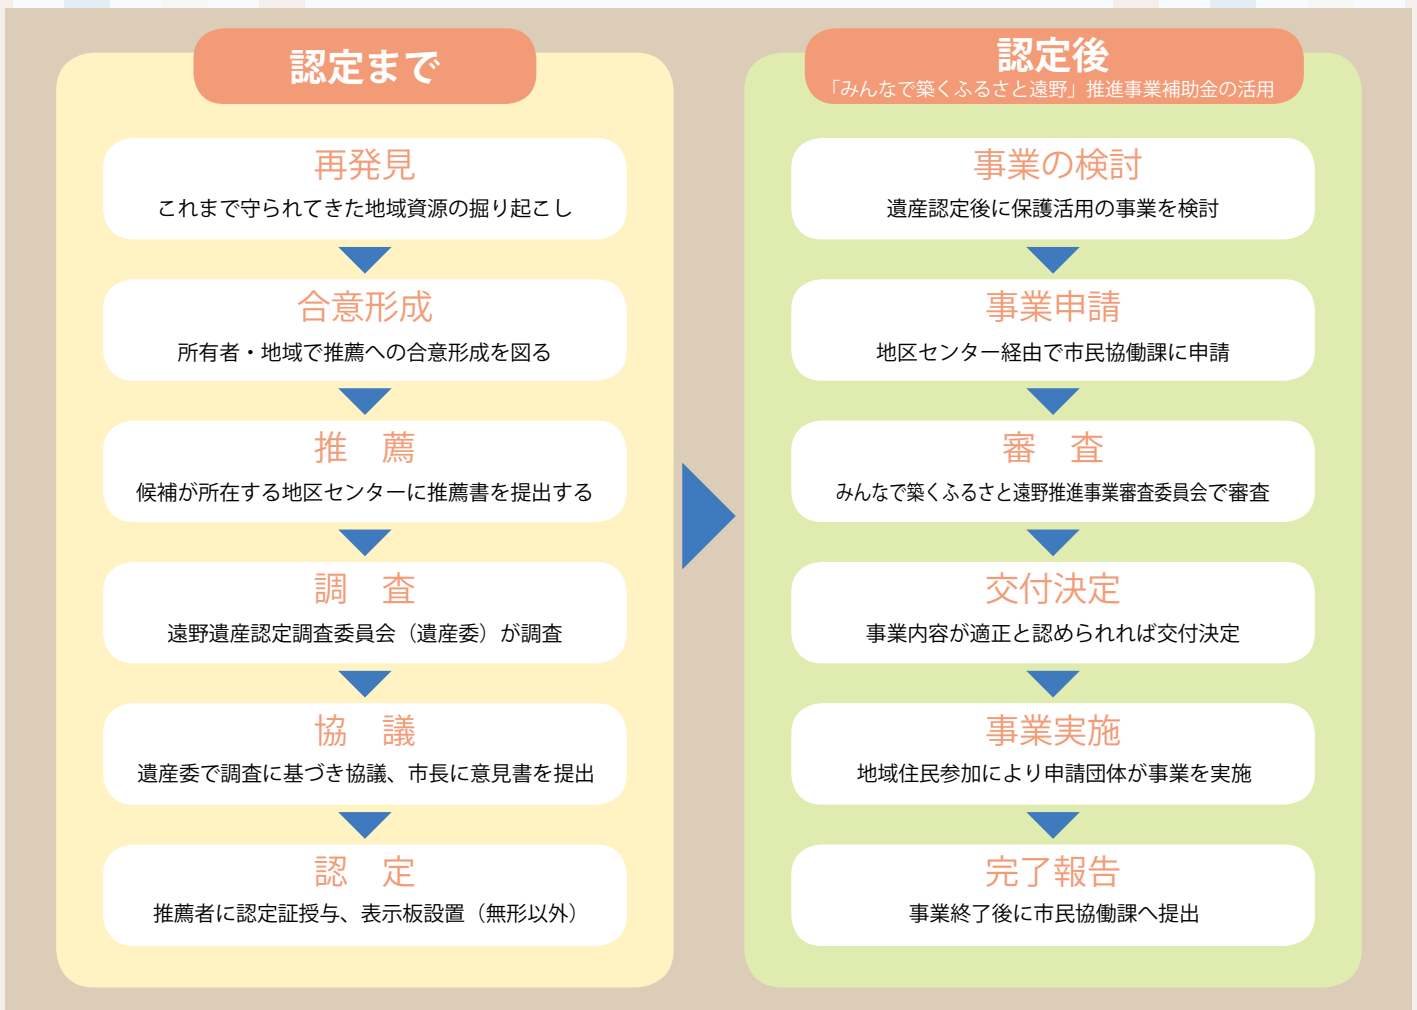 認定まで
再発見
これまで守られてきた地域資源の掘り起こし
合意形成
所有者・地域で推薦への合意形成を図る
推　薦
候補が所在する地区センターに推薦書を提出する
調　査
遠野遺産認定調査委員会（遺産委）が調査
協　議
遺産委で調査に基づき協議、市長に意見書を提出
認　定
推薦者に認定証授与、表示板設置（無形以外）
認定後
「みんなで築くふるさと遠野」推進事業補助金の活用
事業の検討
遺産認定後に保護活用の事業を検討
事業申請
地区センター経由で市民協働課に申請
審　査
みんなで築くふるさと遠野推進事業審査委員会で審査
交付決定
事業内容が適正と認められれば交付決定
事業実施
地域住民参加により申請団体が事業を実施
完了報告
事業終了後に市民協働課へ提出